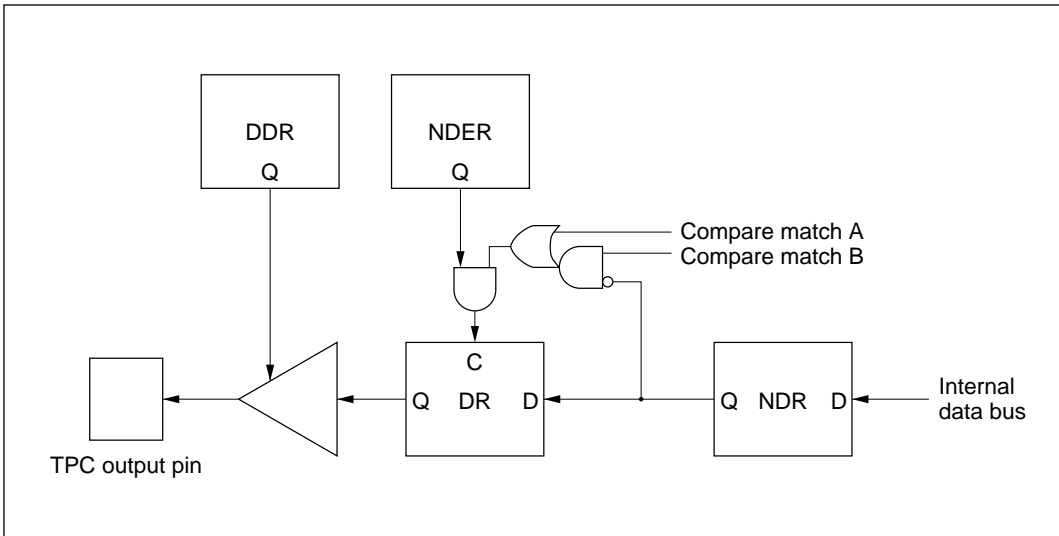 DDR
Q
NDER
Q
Compare match A
Compare match B
C
Q DR D
Q NDR D
Internal
data bus
TPC output pin